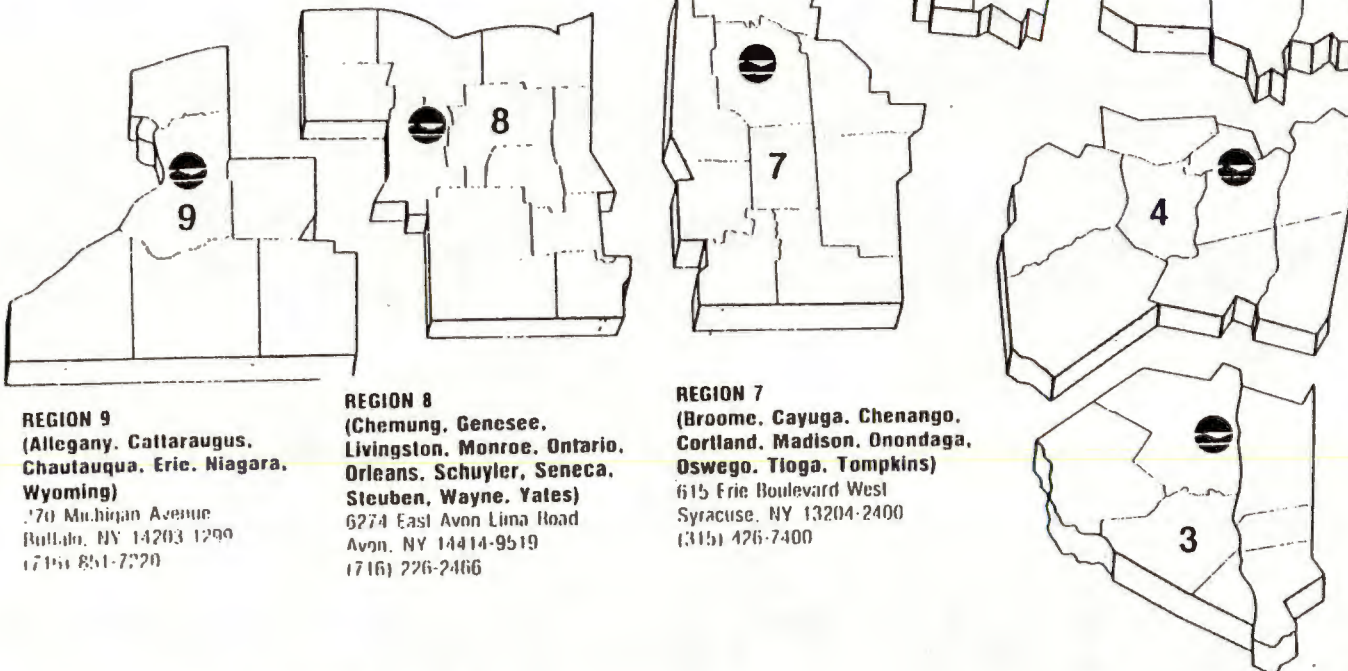 9
8
7
4
3
REGION 9
(Allegany. Cattaraugus.
Chautauqua. Erie. Niagara.
Wyoming)
Michigan Avenue
Buffalo, NY 14203-1299
(716) 851-7220
REGION 8
(Chemung. Genesee.
Livingston. Monroe. Ontario.
Orleans. Schuyler, Seneca.
Steuben, Wayne. Yates)
6274 East Avon Lima Road
Avon. NY 14414-9519
(716) 226-2466
REGION 7
(Broome. Cayuga. Chenango.
Cortland. Madison. Onondaga,
Oswego. Tioga. Tompkins)
615 Erie Boulevard West
Syracuse. NY 13204-2400
(315) 426-7400